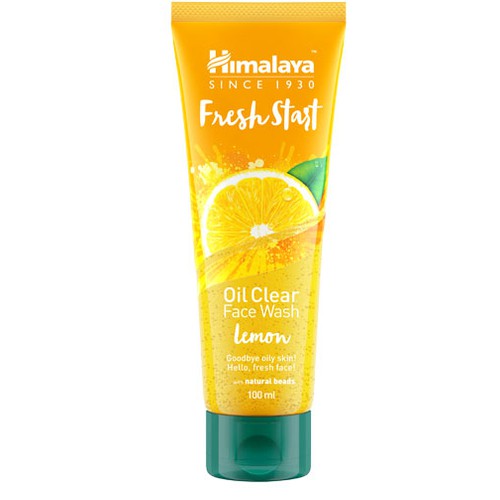 Himalaya™
SINCE 1930
Fresh Start
Oil Clear
Face Wash
Lemon
Goodbye oily skin!
Hello, fresh face!
with natural beads
100 ml